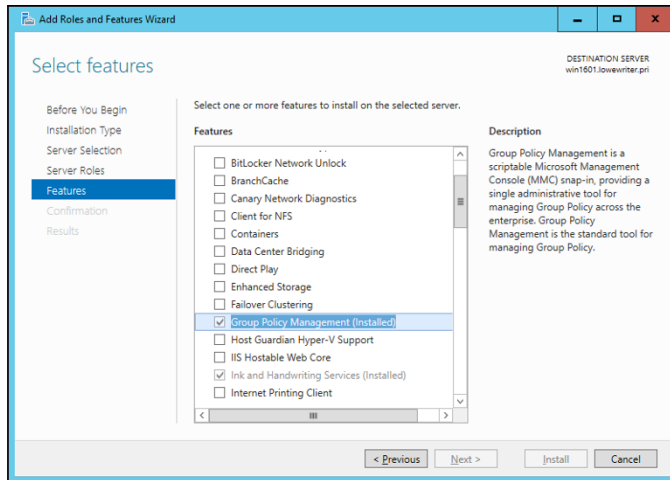 Add Roles and Features Wizard
Select features
DESTINATION SERVER
win1601.lowewriter.pri
Before You Begin
Installation Type
Server Selection
Server Roles
Features
Confirmation
Results
Select one or more features to install on the selected server.
Features
BitLocker Network Unlock
BranchCache
Canary Network Diagnostics
Client for NFS
Containers
Data Center Bridging
Direct Play
Enhanced Storage
Failover Clustering
Group Policy Management (Installed)
Host Guardian Hyper-V Support
IIS Hostable Web Core
Ink and Handwriting Services (Installed)
Internet Printing Client
Description
Group Policy Management is a
scriptable Microsoft Management
Console (MMC) snap-in, providing a
single administrative tool for
managing Group Policy across the
enterprise. Group Policy
Management is the standard tool for
managing Group Policy.
< Previous
Next >
Install
Cancel